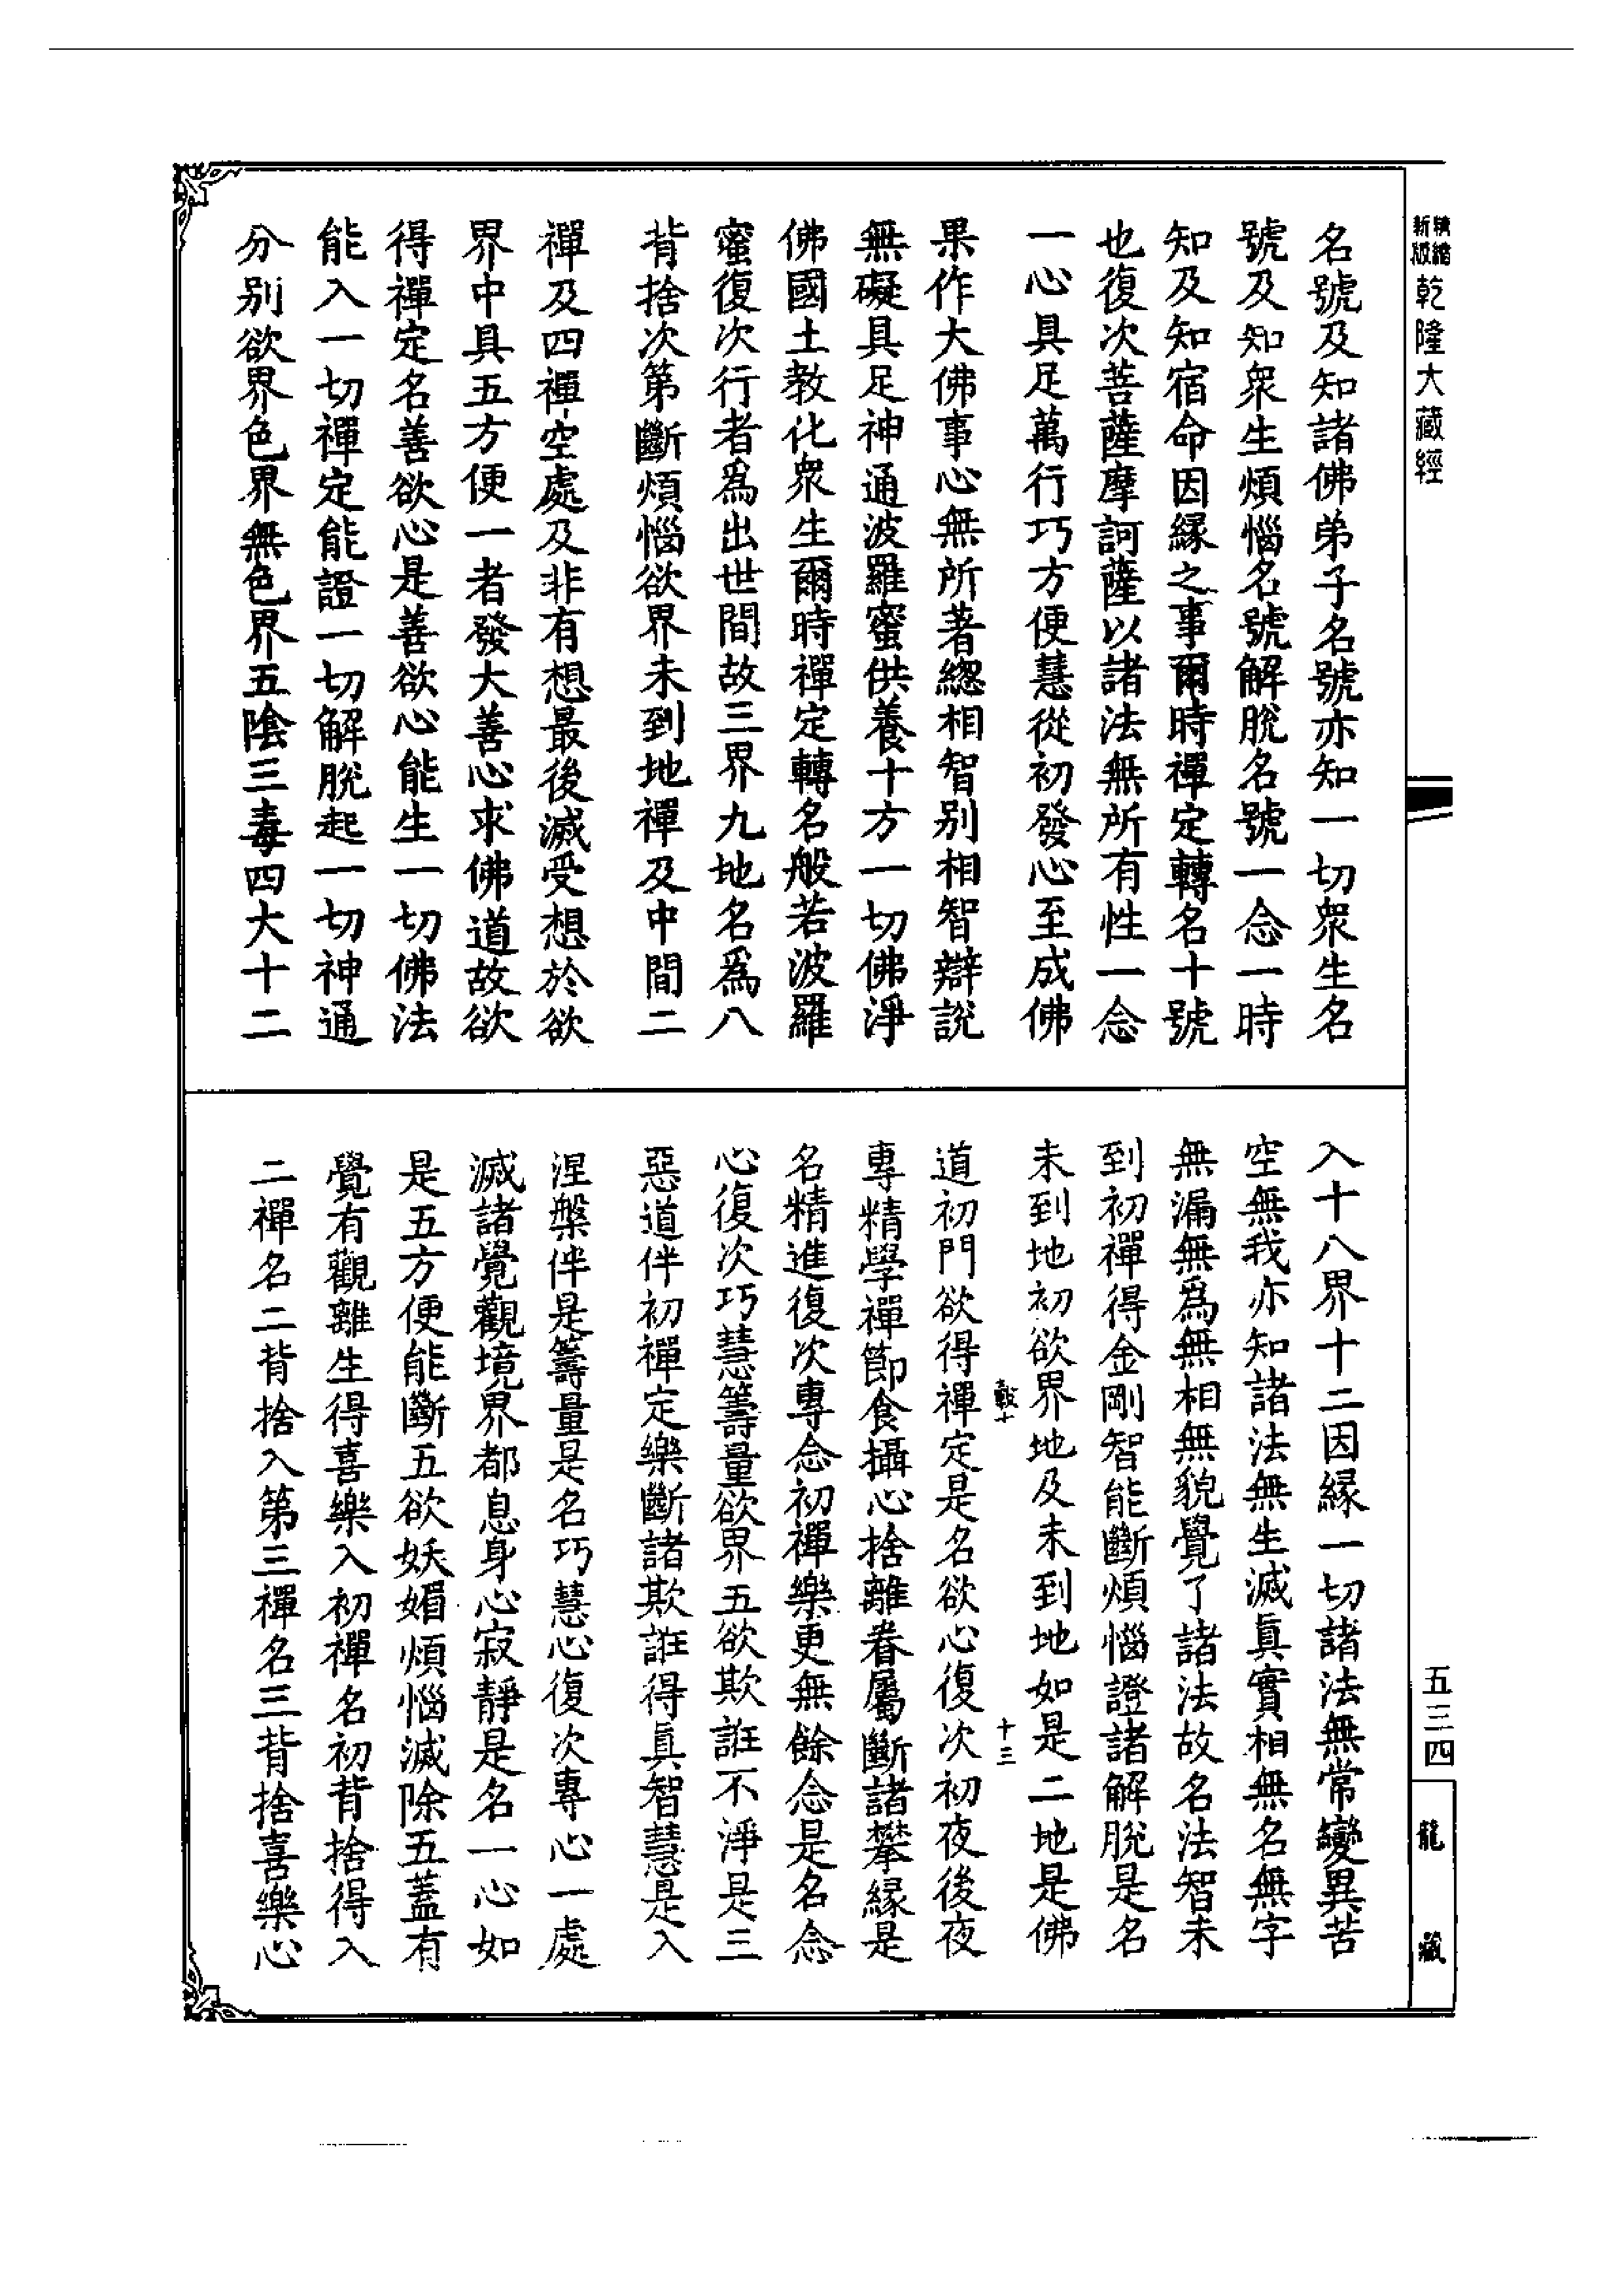 精縮新版乾隆大藏經
名號及知諸佛弟子名號亦知一切衆生名
號及知衆生煩惱名號解脫名號一念一時
知及知宿命因緣之事爾時禪定轉名十號
也復次菩薩摩訶薩以諸法無所有性一念
一心具足萬行巧方便慧從初發心至成佛
果作大佛事心無所著總相智別相智辯說
無礙具足神通波羅蜜供養十方一切佛淨
佛國土教化衆生爾時禪定轉名般若波羅
蜜復次行者爲出世間故三界九地名爲八
背捨次第斷煩惱欲界未到地禪及中間二
禪及四禪空處及非有想最後滅受想於欲
界中具五方便一者發大善心求佛道故欲
得禪定名善欲心是善欲心能生一切佛法
能入一切禪定能證一切解脫起一切神通
分別欲界色界無色界五陰三毒四大十二
入十八界十二因緣一切諸法無常變異苦
空無我亦知諸法無生滅眞實相無名無字
無漏無爲無相無貌覺了諸法故名法智未
到初禪得金剛智能斷煩惱證諸解脫是名
未到地初欲界地及未到地如是二地是佛
十三
道初門欲得禪定是名欲心復次初夜後夜
專精學禪節食攝心捨離眷屬斷諸攀緣是
名精進復次專念初禪樂更無餘念是名念
心復次巧慧籌量欲界五欲欺誑不淨是三
惡道伴初禪定樂斷諸欺誑得眞智慧是入
涅槃伴是籌量是名巧慧心復次專心一處
滅諸覺觀境界都息身心寂靜是名一心如
是五方便能斷五欲妖媚煩惱滅除五蓋有
覺有觀離生得喜樂入初禪名初背捨得入
二禪名二背捨入第三禪名三背捨喜樂心
五三四
龍藏